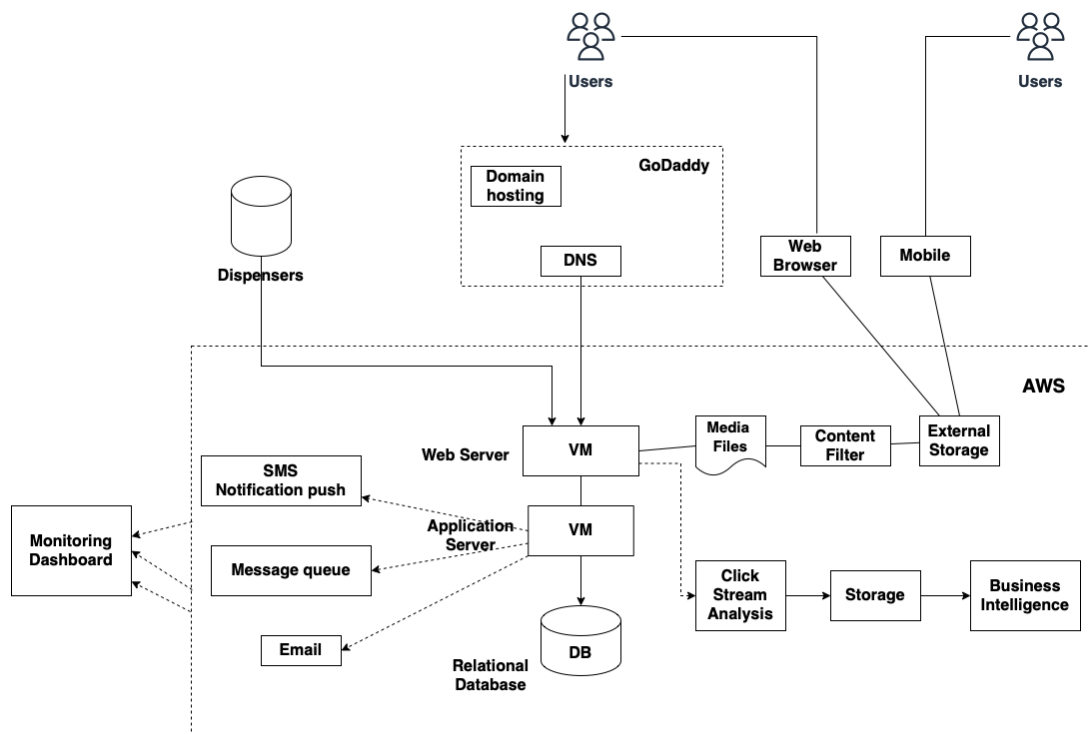 Users
Users
GoDaddy
Domain
hosting
DNS
Web
Browser
Mobile
Dispensers
AWS
Web Server
VM
Media
Files
Content
Filter
External
Storage
SMS
Notification push
Application
Server
VM
Monitoring
Dashboard
Message queue
Click
Stream
Analysis
Storage
Business
Intelligence
Email
DB
Relational
Database